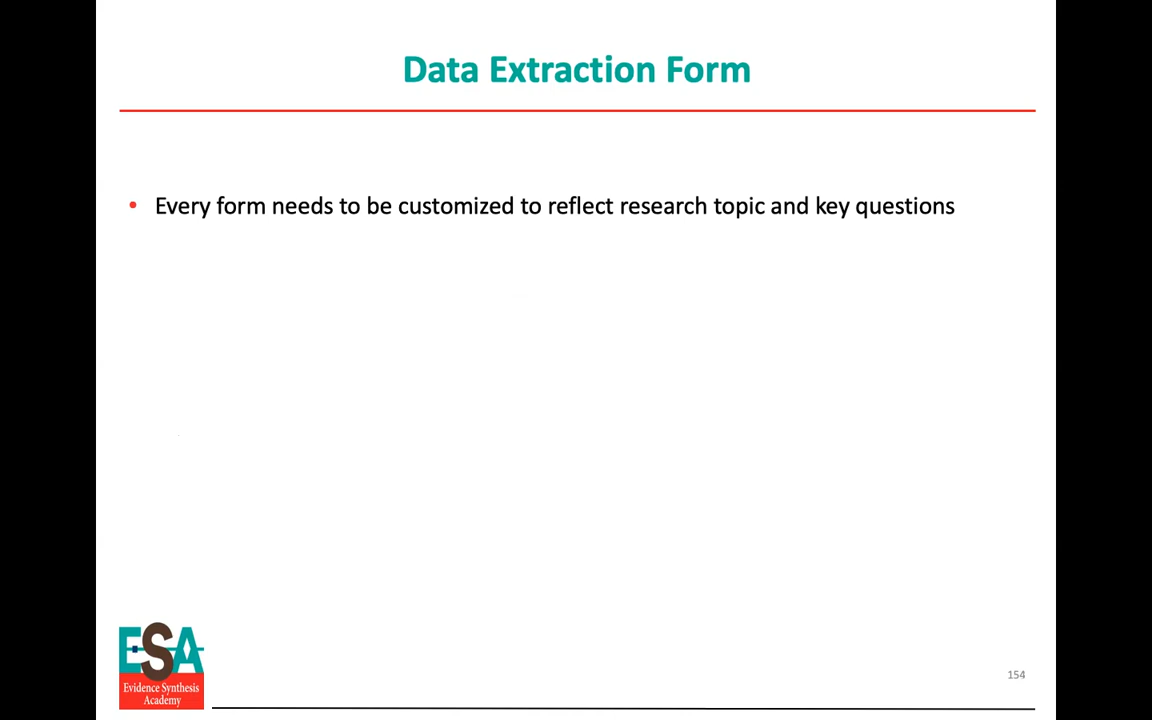 Data Extraction Form
• Every form needs to be customized to reflect research topic and key questions
ESA
Evidence Synthesis
Academy
154